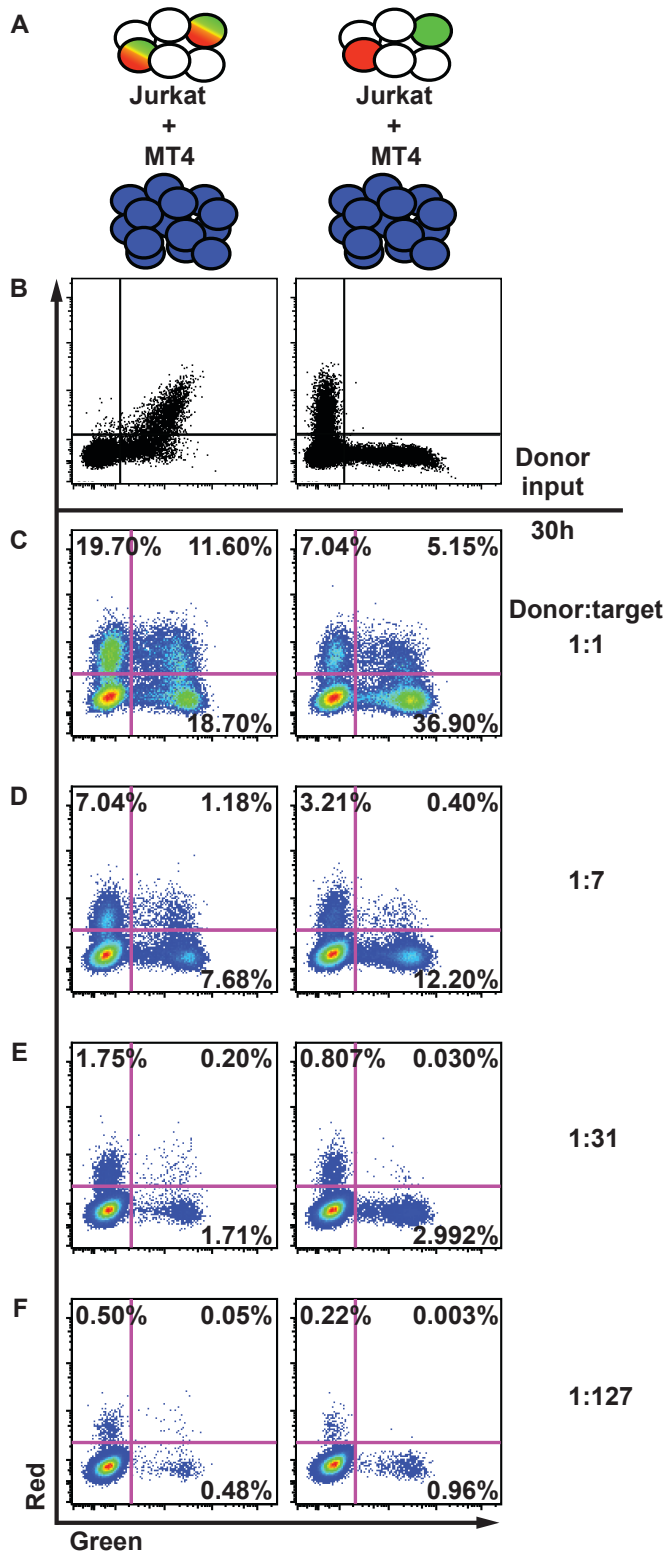 A
Jurkat Jurkat
+ +
MT4 MT4
B
Donor
input
30h
C
19.70% 11.60% 7.04% 5.15%
Donor:target
1:1
18.70% 36.90%
D
7.04% 1.18% 3.21% 0.40%
1:7
7.68% 12.20%
E
1.75% 0.20% 0.807% 0.030%
1:31
1.71% 2.992%
F
0.50% 0.05% 0.22% 0.003%
1:127
0.48% 0.96%
Red
Green